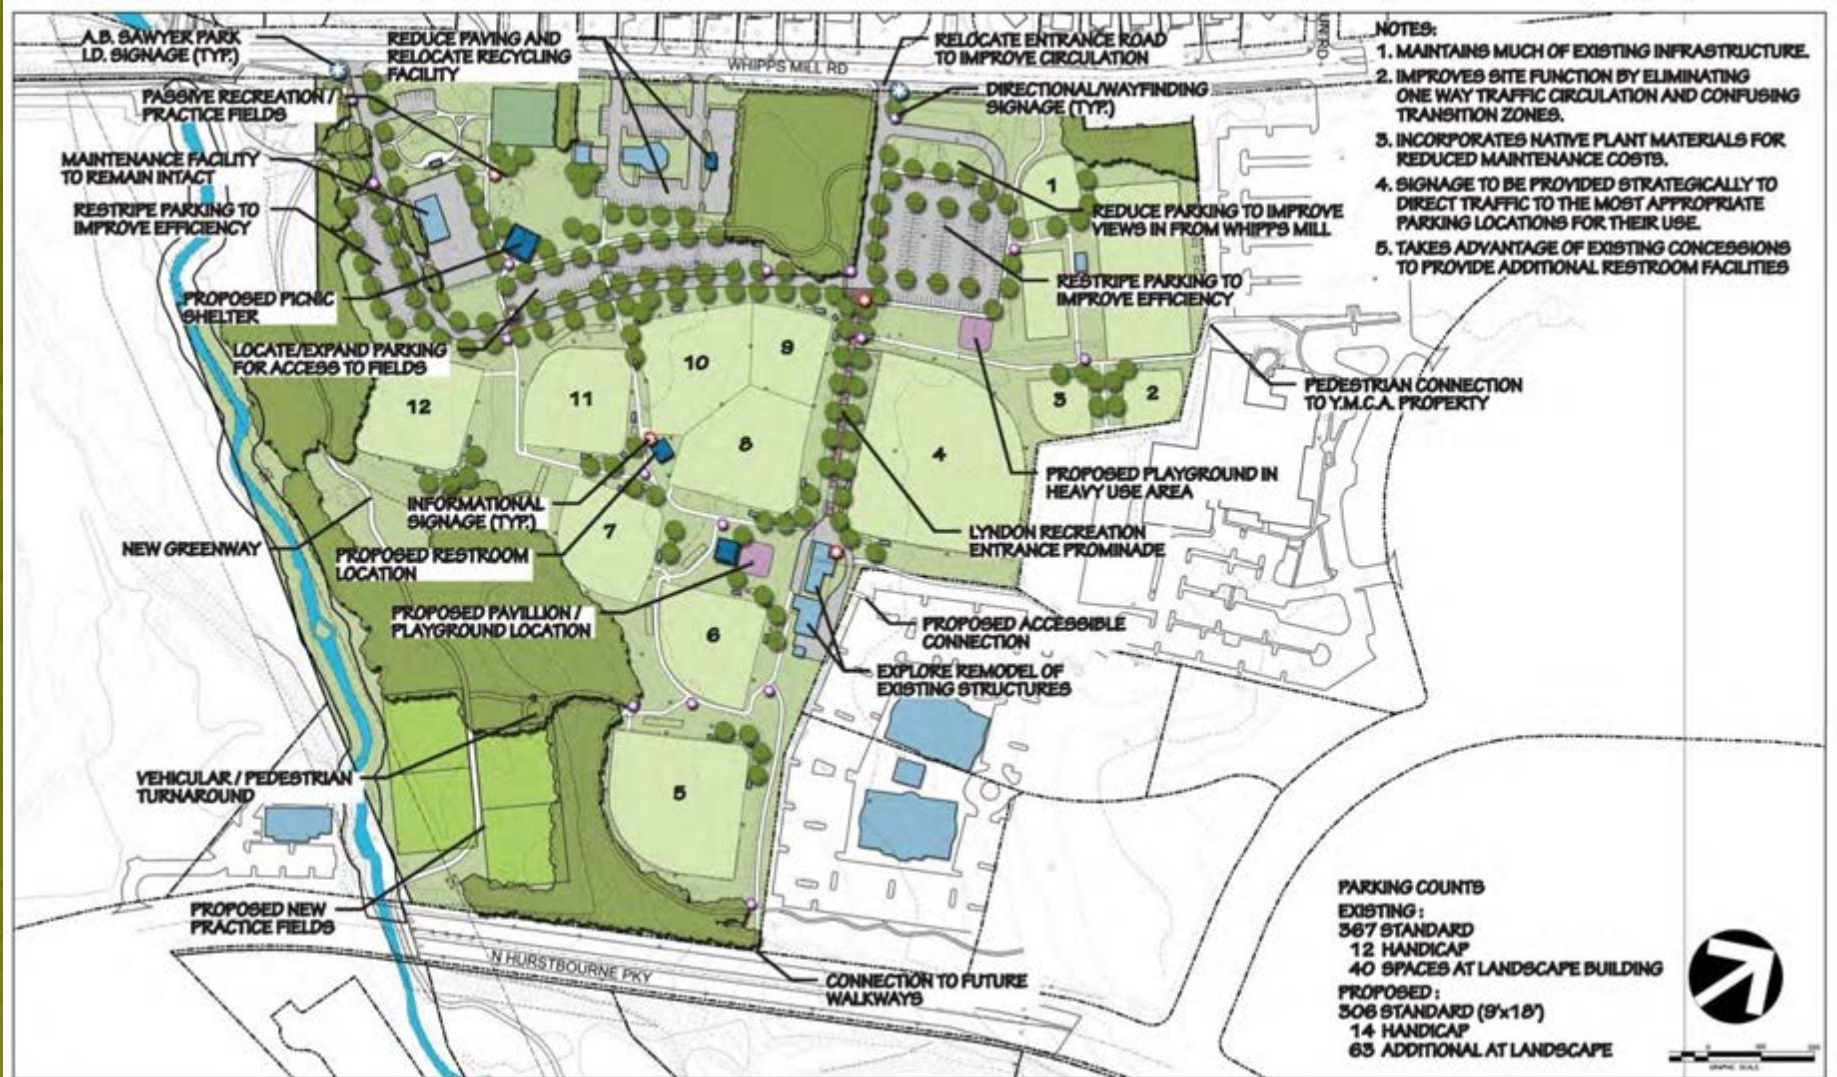 A.B. SAWYER PARK
I.D. SIGNAGE (TYP.)
REDUCE PAVING AND
RELOCATE RECYCLING
FACILITY
WHIPPS MILL RD
RELOCATE ENTRANCE ROAD
TO IMPROVE CIRCULATION
DIRECTIONAL/WAYFINDING
SIGNAGE (TYP.)
PASSIVE RECREATION /
PRACTICE FIELDS
MAINTENANCE FACILITY
TO REMAIN INTACT
RESTRIPE PARKING TO
IMPROVE EFFICIENCY
PROPOSED PICNIC
SHELTER
LOCATE/EXPAND PARKING
FOR ACCESS TO FIELDS
NOTES:
1. MAINTAINS MUCH OF EXISTING INFRASTRUCTURE.
2. IMPROVES SITE FUNCTION BY ELIMINATING
ONE WAY TRAFFIC CIRCULATION AND CONFUSING
TRANSITION ZONES.
3. INCORPORATES NATIVE PLANT MATERIALS FOR
REDUCED MAINTENANCE COSTS.
4. SIGNAGE TO BE PROVIDED STRATEGICALLY TO
DIRECT TRAFFIC TO THE MOST APPROPRIATE
PARKING LOCATIONS FOR THEIR USE.
5. TAKES ADVANTAGE OF EXISTING CONCESSIONS
TO PROVIDE ADDITIONAL RESTROOM FACILITIES
1
REDUCE PARKING TO IMPROVE
VIEWS IN FROM WHIPPS MILL
RESTRIPE PARKING TO
IMPROVE EFFICIENCY
PEDESTRIAN CONNECTION
TO Y.M.C.A. PROPERTY
9
10
11
12
3
2
8
4
PROPOSED PLAYGROUND IN
HEAVY USE AREA
INFORMATIONAL
SIGNAGE (TYP.)
7
LYNDON RECREATION
ENTRANCE PROMINADE
NEW GREENWAY
PROPOSED RESTROOM
LOCATION
PROPOSED PAVILLION /
PLAYGROUND LOCATION
6
PROPOSED ACCESSIBLE
CONNECTION
EXPLORE REMODEL OF
EXISTING STRUCTURES
VEHICULAR / PEDESTRIAN
TURNAROUND
5
PROPOSED NEW
PRACTICE FIELDS
N HURSTBOURNE PKY
CONNECTION TO FUTURE
WALKWAYS
PARKING COUNTS
EXISTING :
367 STANDARD
12 HANDICAP
40 SPACES AT LANDSCAPE BUILDING
PROPOSED :
306 STANDARD (9'x18')
14 HANDICAP
63 ADDITIONAL AT LANDSCAPE
GRAPHIC SCALE